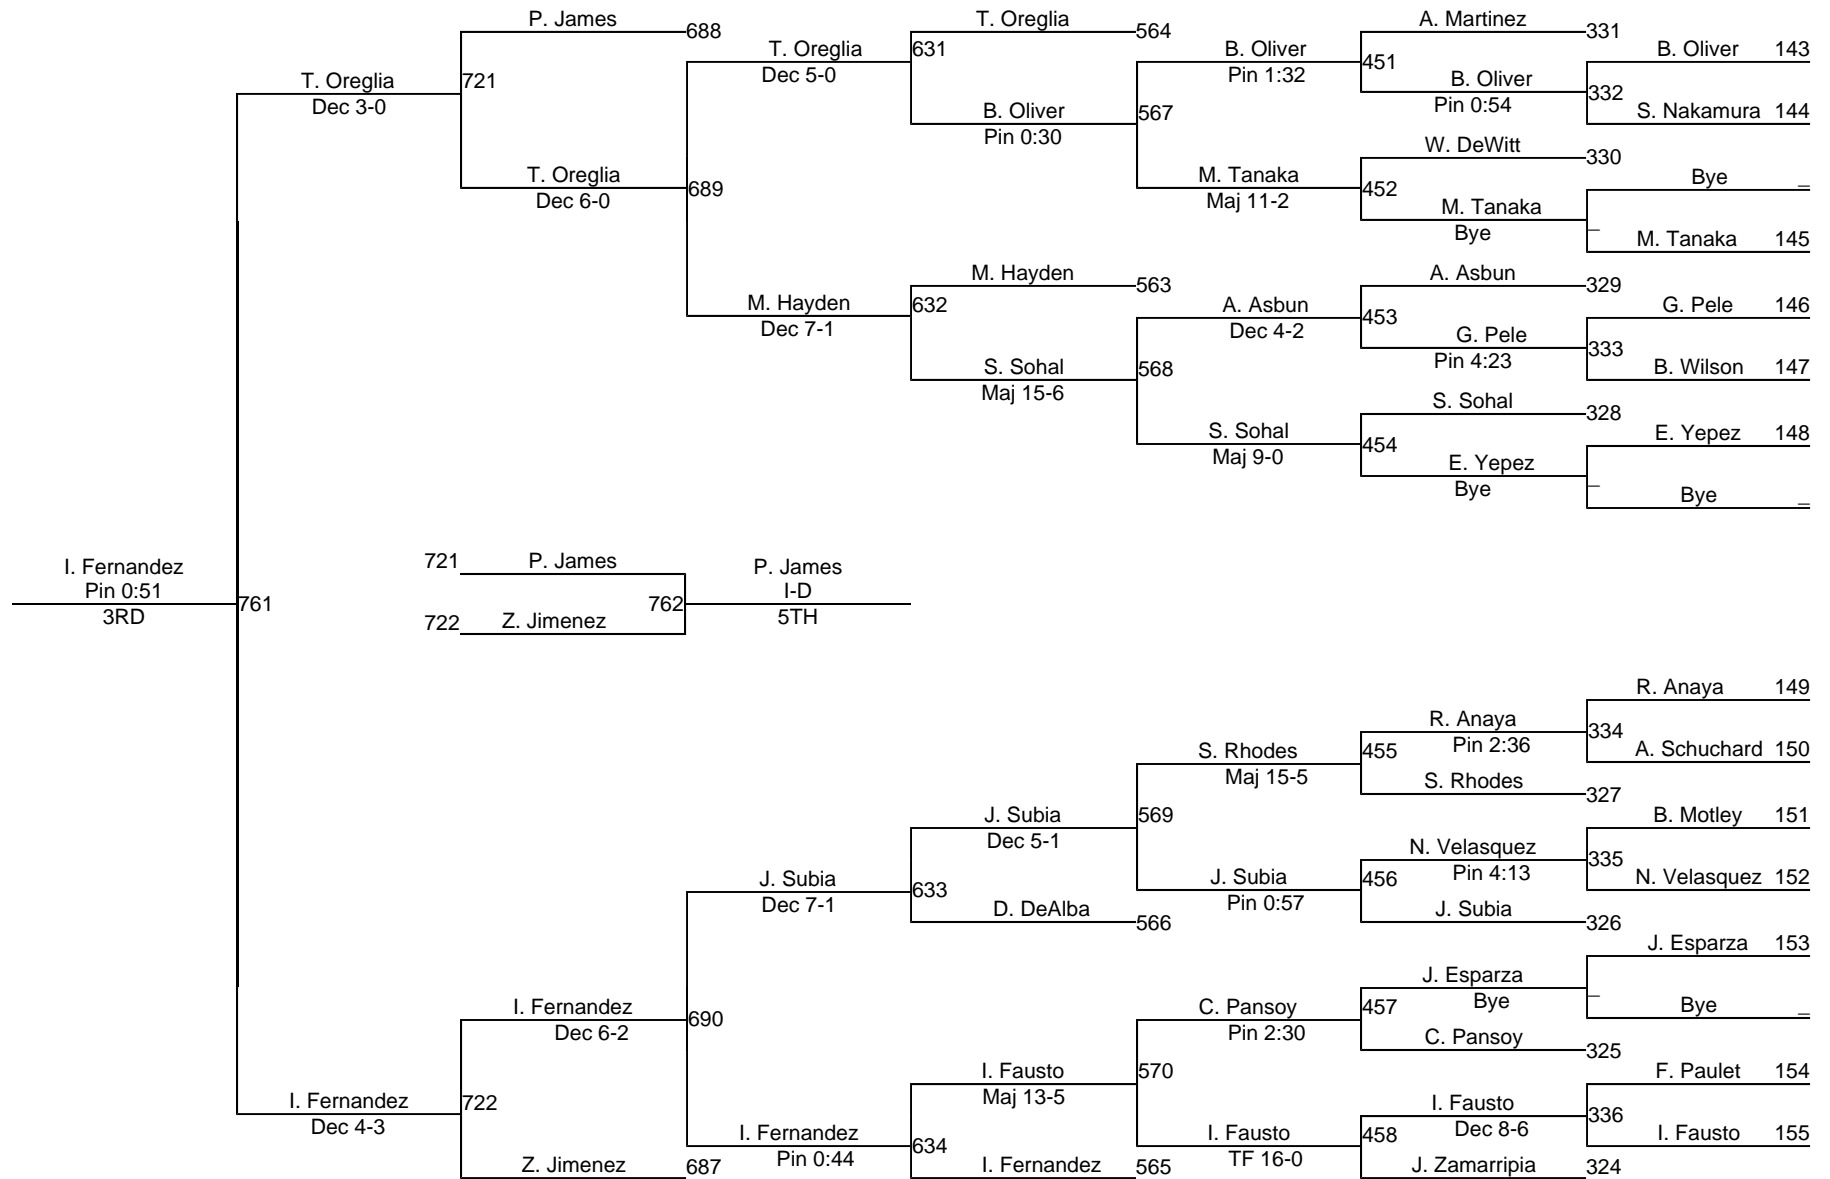 P. James
688
T. Oreglia
564
A. Martinez
331
T. Oreglia
631
B. Oliver
B. Oliver 143
Dec 5-0
Pin 1:32
451
T. Oreglia
721
B. Oliver
332
Dec 3-0
B. Oliver
567
Pin 0:54
S. Nakamura 144
Pin 0:30
W. DeWitt
330
T. Oreglia
689
M. Tanaka
452
Bye _
Dec 6-0
Maj 11-2
M. Tanaka
Bye
_
M. Tanaka 145
M. Hayden
563
A. Asbun
329
M. Hayden
632
A. Asbun
453
G. Pele 146
Dec 7-1
Dec 4-2
G. Pele
333
S. Sohal
568
Pin 4:23
B. Wilson 147
Maj 15-6
S. Sohal
328
S. Sohal
454
E. Yepez 148
Maj 9-0
E. Yepez
Bye
_
Bye _
I. Fernandez
Pin 0:51
3RD
761
721
P. James
722
Z. Jimenez
762
P. James
I-D
5TH
R. Anaya 149
R. Anaya
334
S. Rhodes
455
Pin 2:36
A. Schuchard 150
Maj 15-5
S. Rhodes
327
J. Subia
569
B. Motley 151
Dec 5-1
N. Velasquez
335
J. Subia
633
J. Subia
456
Pin 4:13
N. Velasquez 152
Dec 7-1
D. DeAlba
566
Pin 0:57
J. Subia
326
J. Esparza 153
J. Esparza
_
I. Fernandez
690
C. Pansoy
457
Bye
Bye _
Dec 6-2
Pin 2:30
C. Pansoy
325
I. Fausto
570
F. Paulet 154
I. Fernandez
722
Maj 13-5
I. Fausto
336
Dec 4-3
I. Fernandez
634
I. Fausto
458
Dec 8-6
I. Fausto 155
Z. Jimenez
687
Pin 0:44
I. Fernandez
565
TF 16-0
J. Zamarripia
324